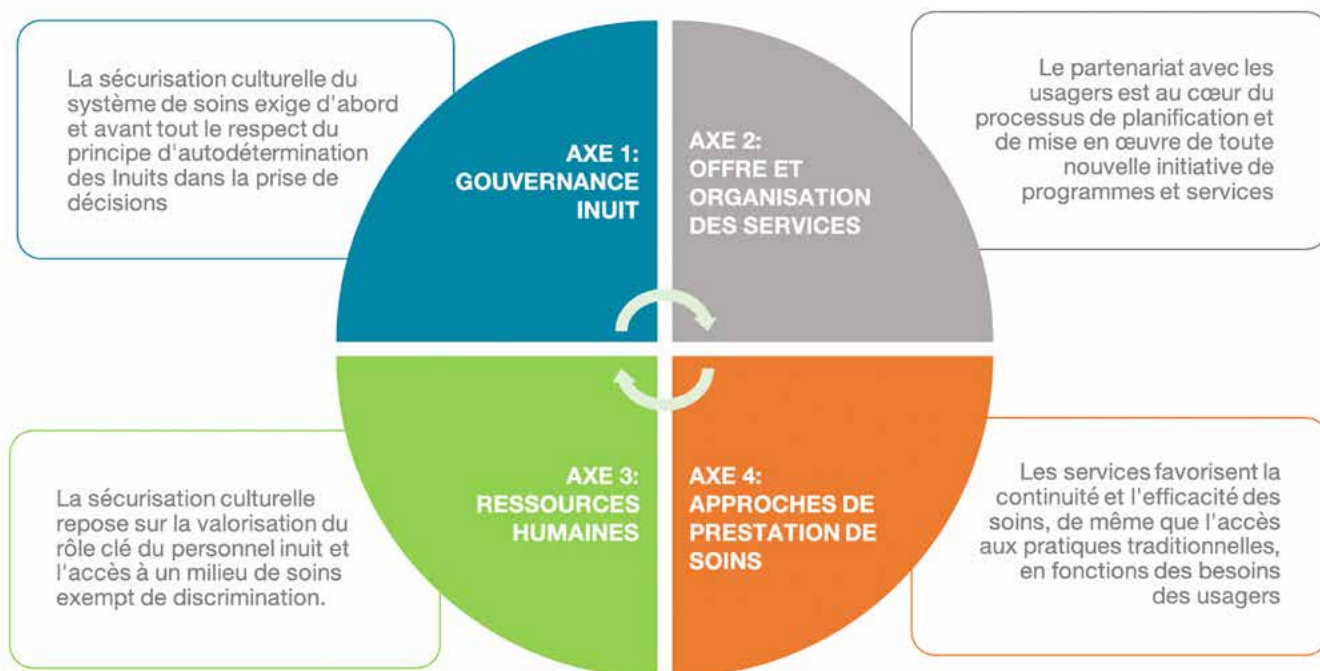 La sécurisation culturelle du
système de soins exige d'abord
et avant tout le respect du
principe d'autodétermination
des Inuits dans la prise de
décisions
AXE 1:
GOUVERNANCE
INUIT
AXE 2:
OFFRE ET
ORGANISATION
DES SERVICES
Le partenariat avec les
usagers est au cœur du
processus de planification et
de mise en œuvre de toute
nouvelle initiative de
programmes et services
La sécurisation culturelle
repose sur la valorisation du
rôle clé du personnel inuit et
l'accès à un milieu de soins
exempt de discrimination.
AXE 3:
RESSOURCES
HUMAINES
AXE 4:
APPROCHES DE
PRESTATION DE
SOINS
Les services favorisent la
continuité et l'efficacité des
soins, de même que l'accès
aux pratiques traditionnelles,
en fonctions des besoins
des usagers